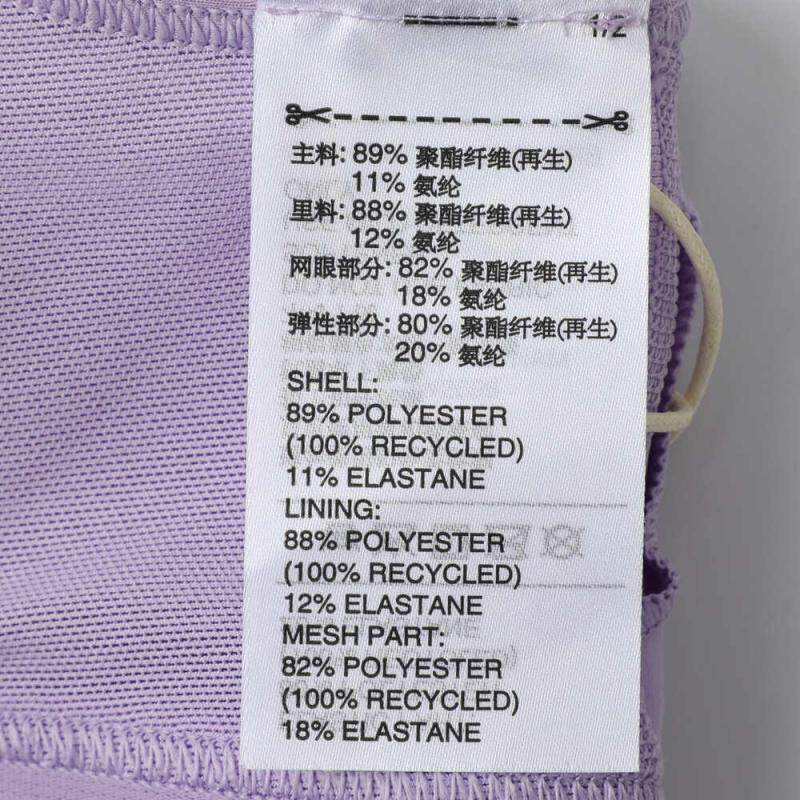 1/2
主料: 89% 聚酯纤维(再生)
11% 氨纶
里料: 88% 聚酯纤维(再生)
12% 氨纶
网眼部分: 82% 聚酯纤维(再生)
18% 氨纶
弹性部分: 80% 聚酯纤维(再生)
20% 氨纶
SHELL:
89% POLYESTER
(100% RECYCLED)
11% ELASTANE
LINING:
88% POLYESTER
(100% RECYCLED)
12% ELASTANE
MESH PART:
82% POLYESTER
(100% RECYCLED)
18% ELASTANE